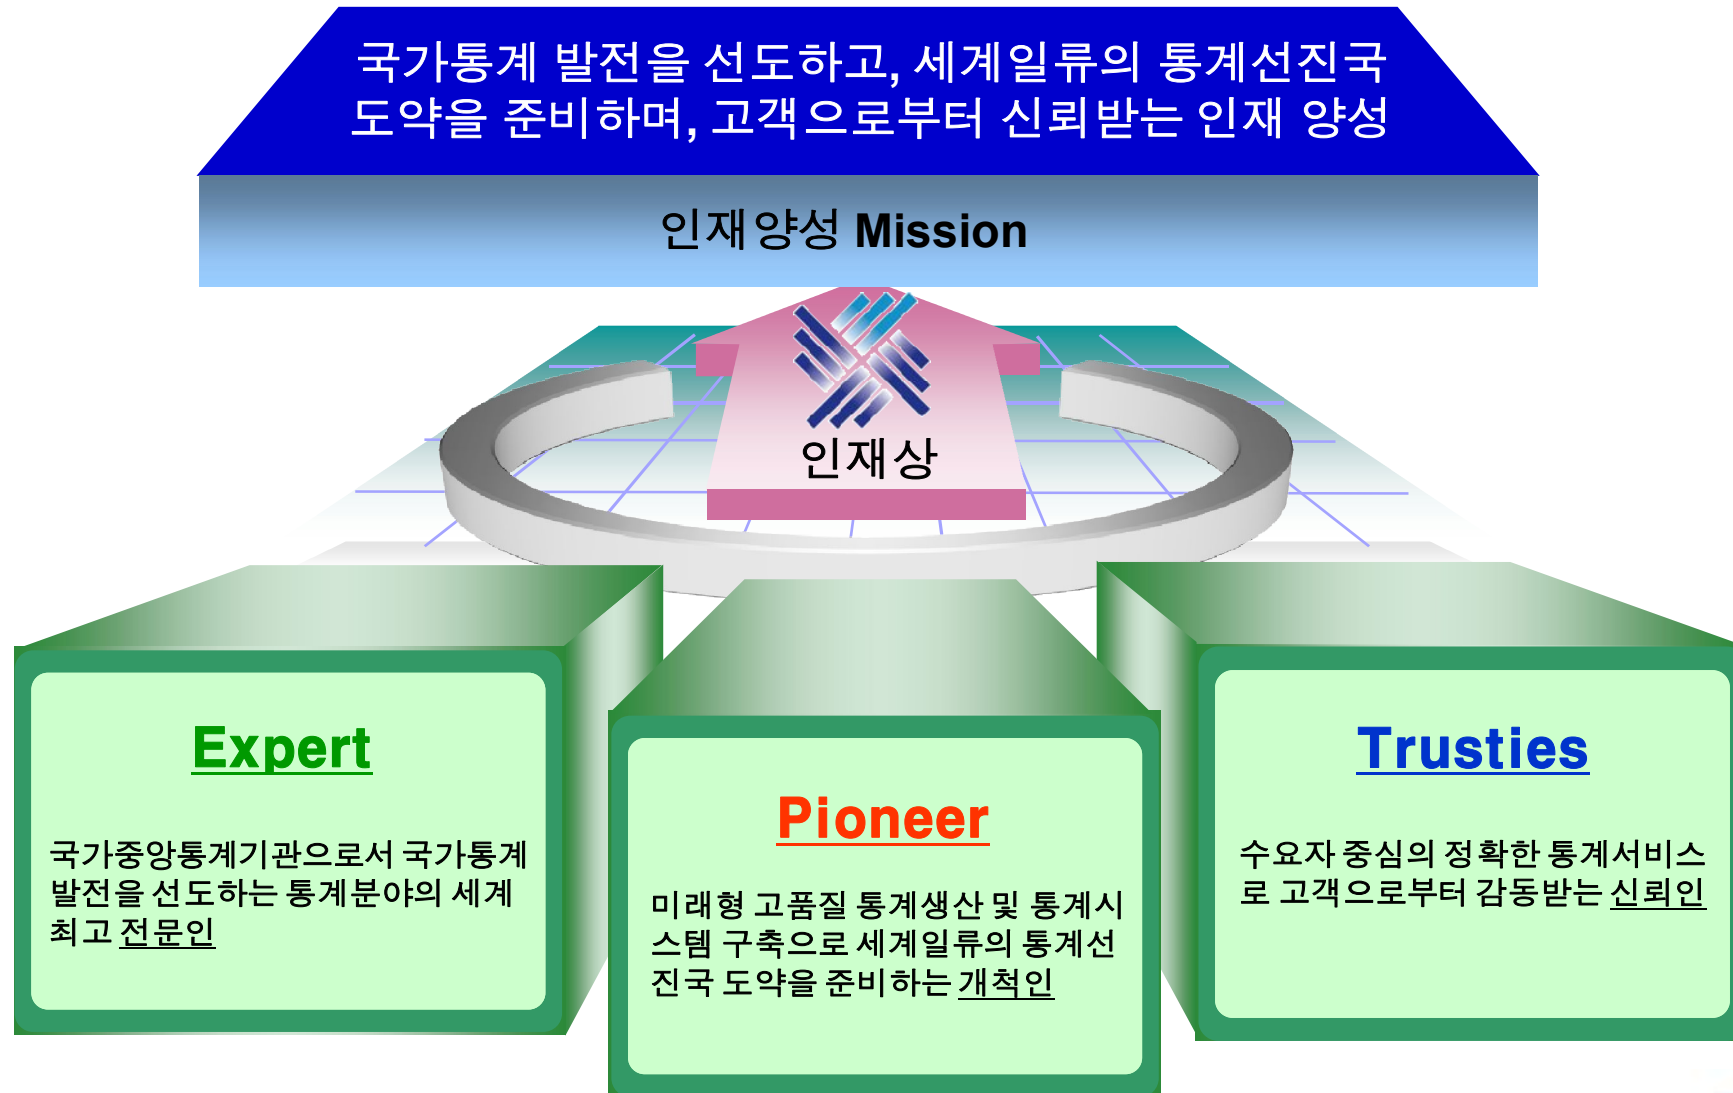 국가통계 발전을 선도하고, 세계일류의 통계선진국
도약을 준비하며, 고객으로부터 신뢰받는 인재 양성
인재양성 Mission
인재상
Expert
국가중앙통계기관으로서 국가통계
발전을 선도하는 통계분야의 세계
최고 전문인
Pioneer
미래형 고품질 통계생산 및 통계시
스템 구축으로 세계일류의 통계선
진국 도약을 준비하는 개척인
Trusties
수요자 중심의 정확한 통계서비스
로 고객으로부터 감동받는 신뢰인